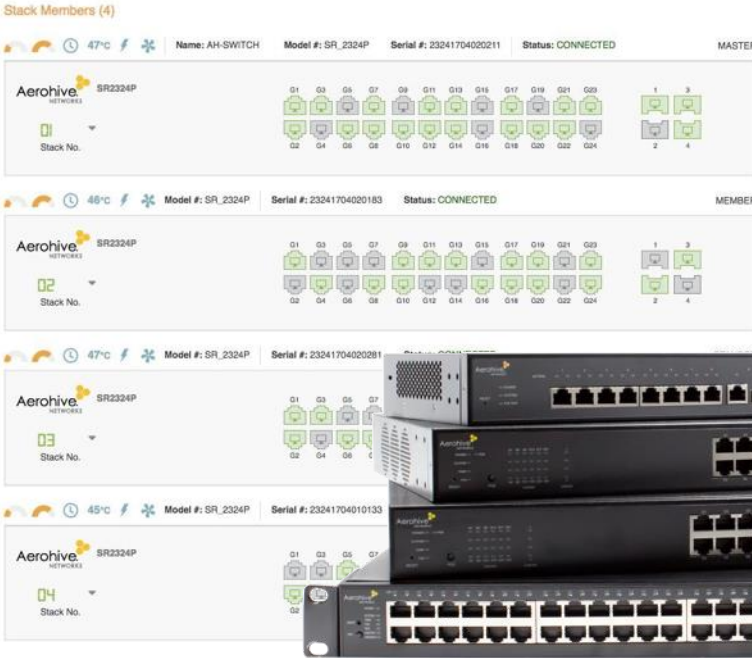 Stack Members (4)
47°C Name: AH-SWITCH Model #: SR_2324P Serial #: 23241704020211 Status: CONNECTED MASTER
Aerohive NETWORKS SR2324P
G1 G3 G5 G7 G9 G11 G13 G15 G17 G19 G21 G23 1 3
01
G2 G4 G6 G8 G10 G12 G14 G16 G18 G20 G22 G24 2 4
Stack No.
46°C Model #: SR_2324P Serial #: 23241704020183 Status: CONNECTED MEMBER
Aerohive NETWORKS SR2324P
G1 G3 G5 G7 G9 G11 G13 G15 G17 G19 G21 G23 1 3
02
G2 G4 G6 G8 G10 G12 G14 G16 G18 G20 G22 G24 2 4
Stack No.
47°C Model #: SR_2324P Serial #: 23241704020281
Aerohive NETWORKS SR2324P
G1 G3 G5 G7
03
G2 G4 G6
Stack No.
45°C Model #: SR_2324P Serial #: 23241704010133
Aerohive NETWORKS SR2324P
G1 G3 G5
04
G2
Stack No.
Aerohive
Aerohive
Aerohive
Aerohive